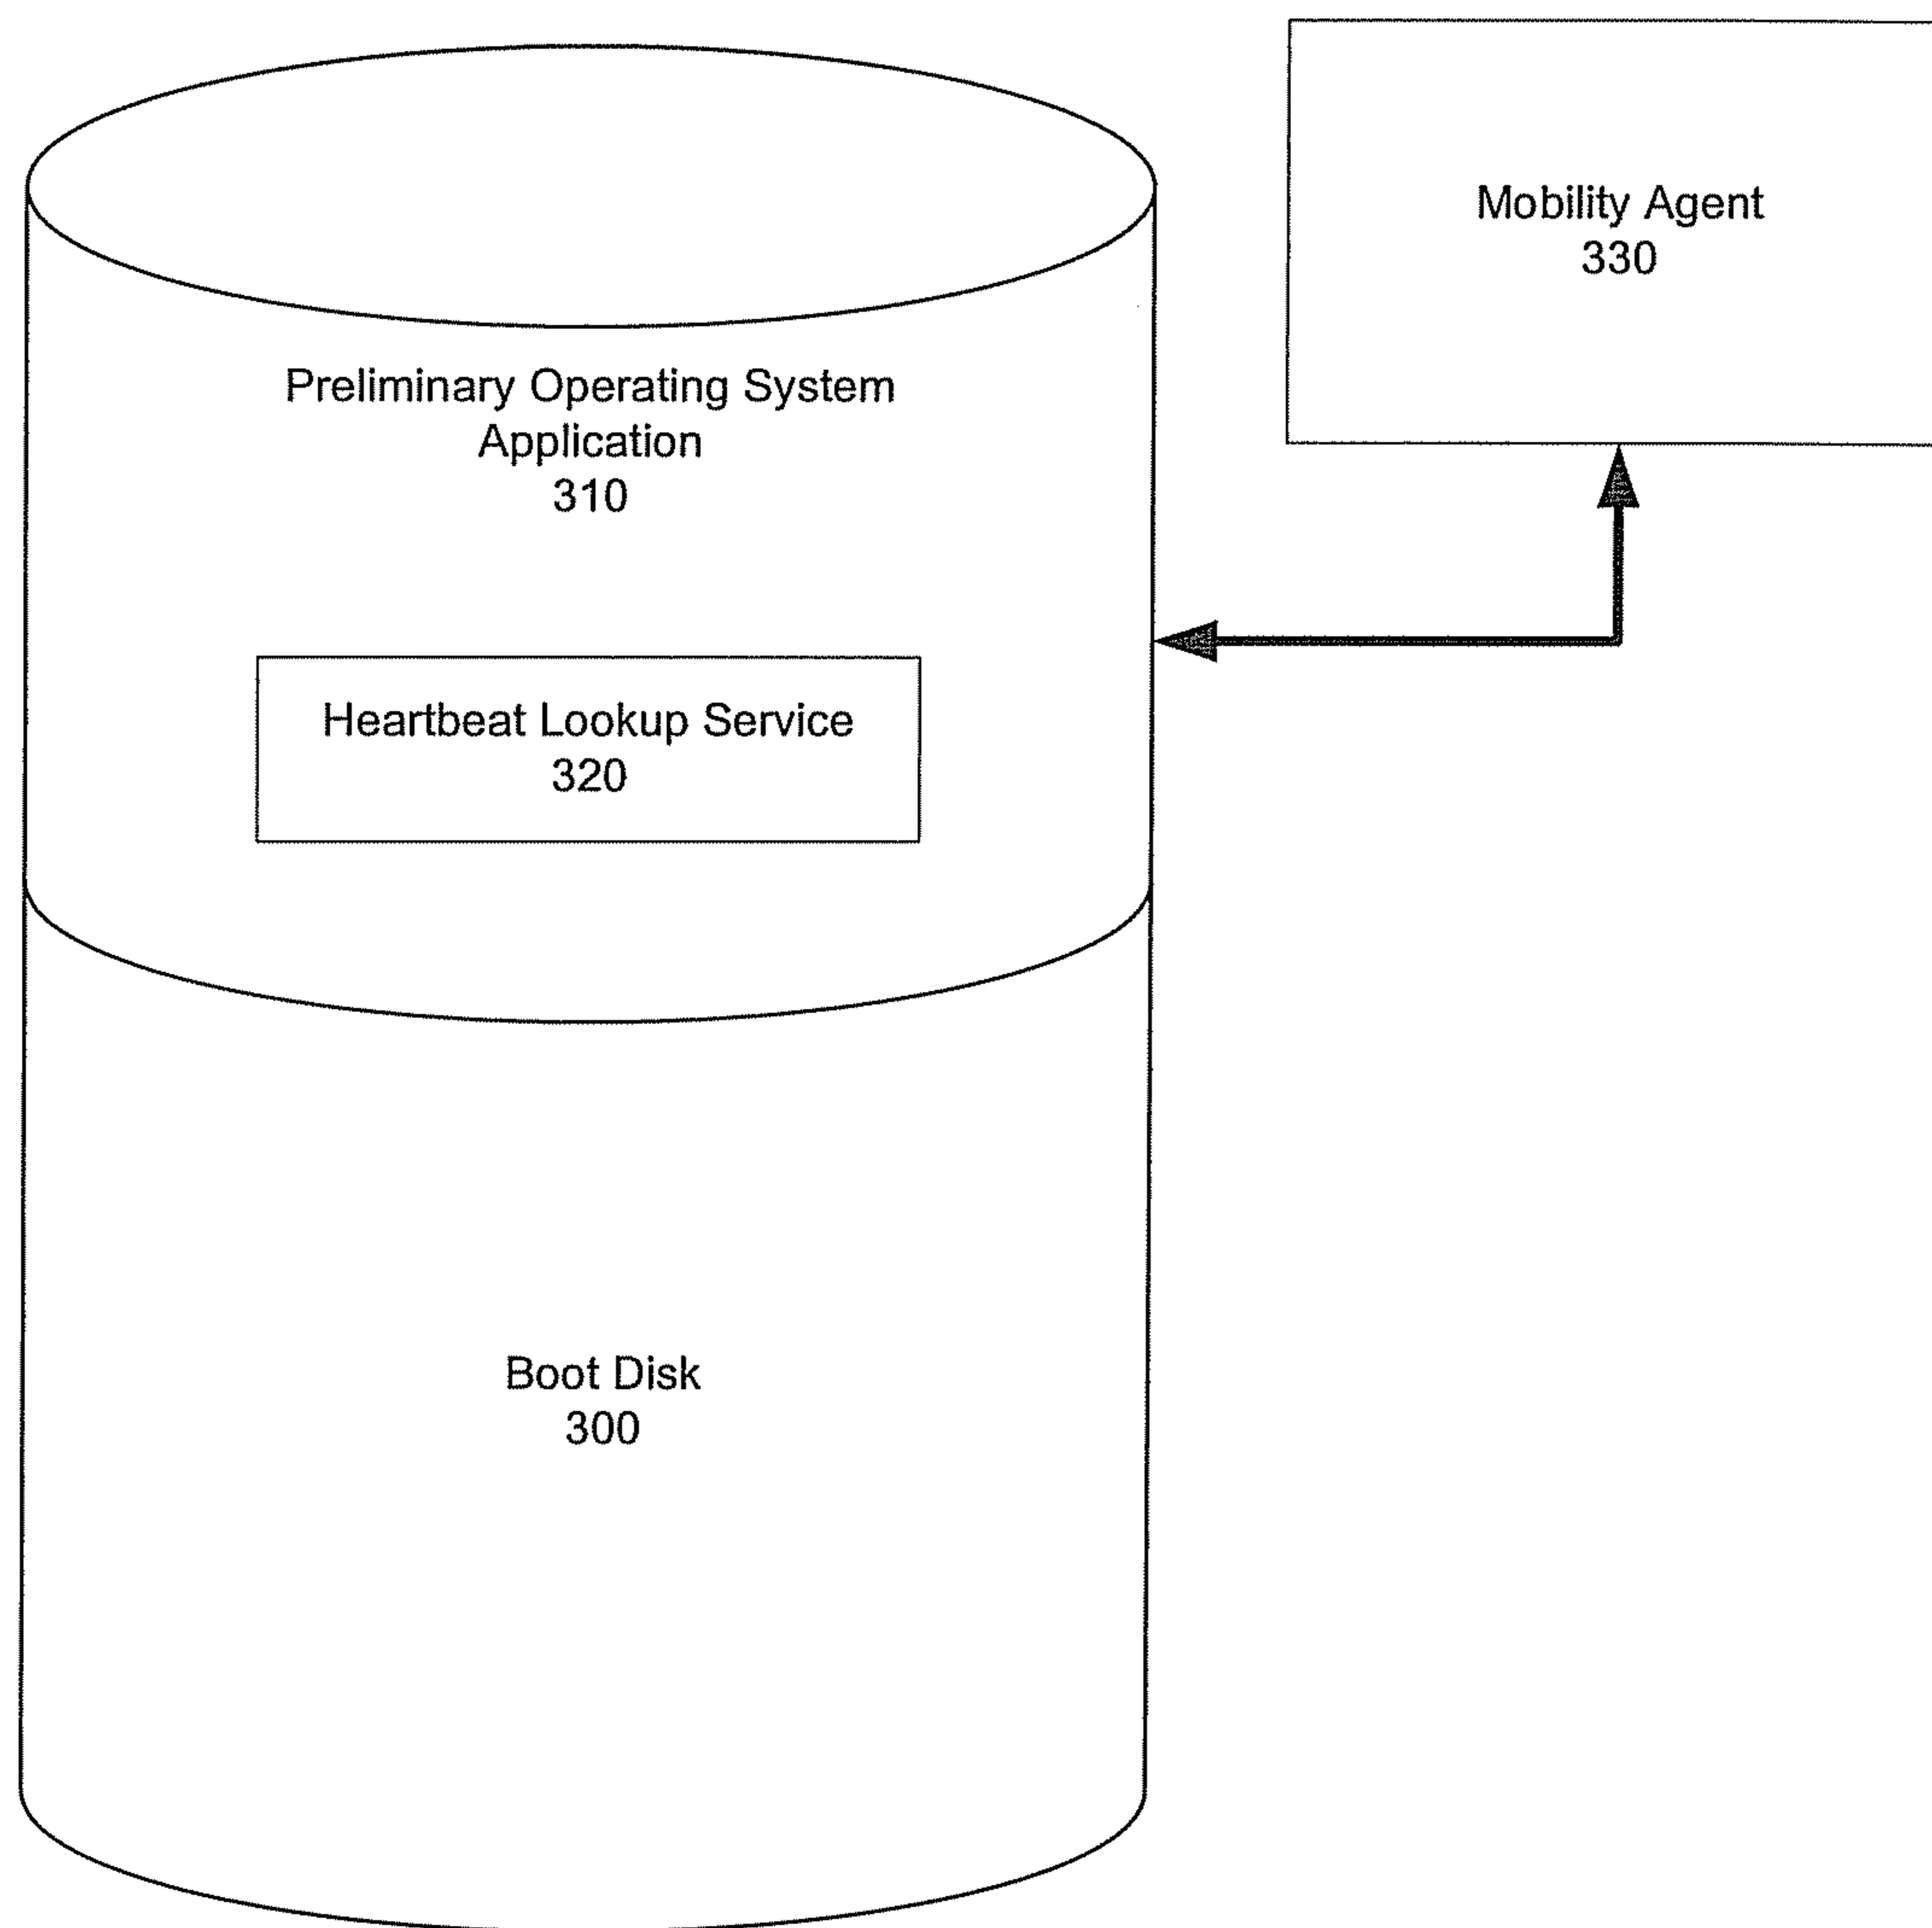 Mobility Agent
330
Preliminary Operating System
Application
310
Heartbeat Lookup Service
320
Boot Disk
300